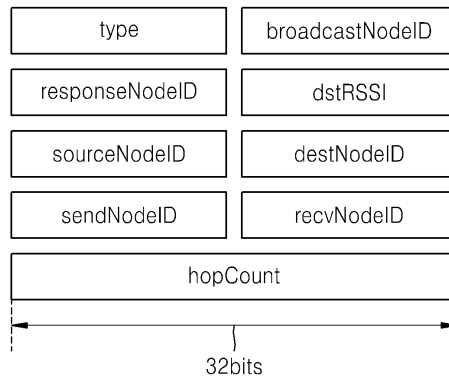 type broadcastNodeID
responseNodeID dstRSSI
sourceNodeID destNodeID
sendNodeID recvNodeID
hopCount
32bits